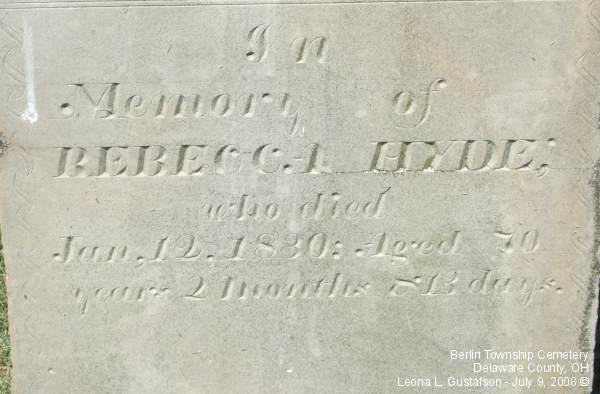 In
Memory of
REBECCA HYDE;
who died
Jan, 12, 1830: Aged 70
years 2 months & 13 days.
Berlin Township Cemetery
Delaware County, OH
Leona L. Gustafson - July 9, 2008 ©